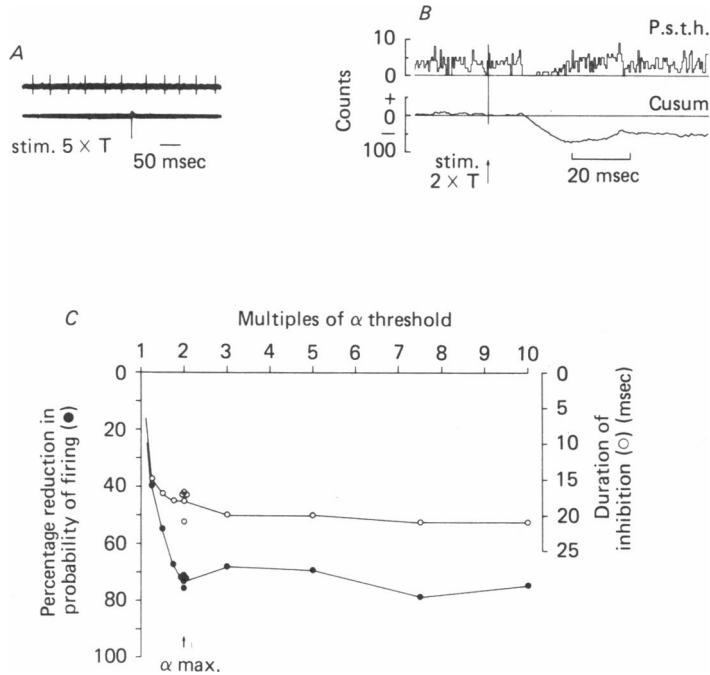 A
stim. 5 × T
50 msec
B
P.s.t.h.
10
0
Counts
+
0
−
100
Cusum
stim.
2 × T
20 msec
C
Multiples of α threshold
1 2 3 4 5 6 7 8 9 10
0
20
40
60
80
100
Percentage reduction in
probability of firing (●)
0
5
10
15
20
25
Duration of
inhibition (○) (msec)
α max.